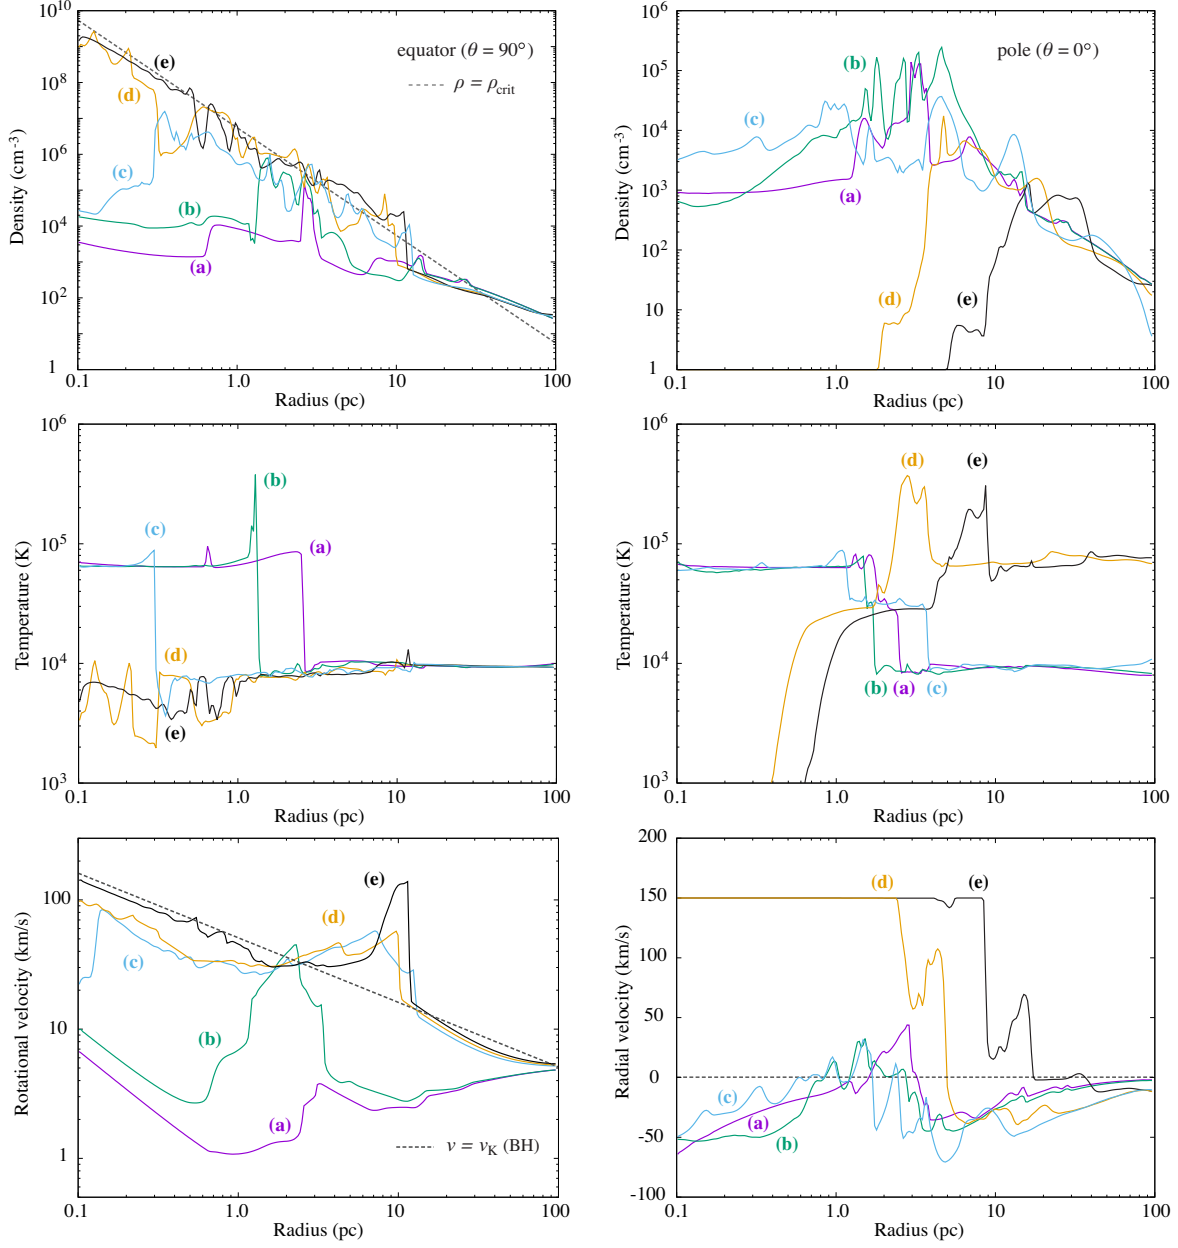 10¹⁰
10⁸
10⁶
10⁴
10²
1
Density (cm⁻³)
equator (θ = 90°)
ρ = ρcrit
(e)
(d)
(c)
(b)
(a)
0.1 1.0 10 100
Radius (pc)
10⁶
10⁵
10⁴
10³
10²
10
1
Density (cm⁻³)
pole (θ = 0°)
(b)
(c)
(a)
(d)
(e)
0.1 1.0 10 100
Radius (pc)
10⁶
10⁵
10⁴
10³
Temperature (K)
(b)
(c)
(a)
(d)
(e)
0.1 1.0 10 100
Radius (pc)
10⁶
10⁵
10⁴
10³
Temperature (K)
(d)
(e)
(b) (a) (c)
0.1 1.0 10 100
Radius (pc)
100
10
1
Rotational velocity (km/s)
(e)
(d)
(c)
(b)
(a)
v = vK (BH)
0.1 1.0 10 100
Radius (pc)
200
150
100
50
0
-50
-100
Radial velocity (km/s)
(d)
(e)
(c)
(a)
(b)
0.1 1.0 10 100
Radius (pc)